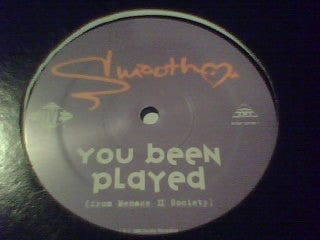 Smooth
YOU BEEN
PLAYED
(from Menace II Society)